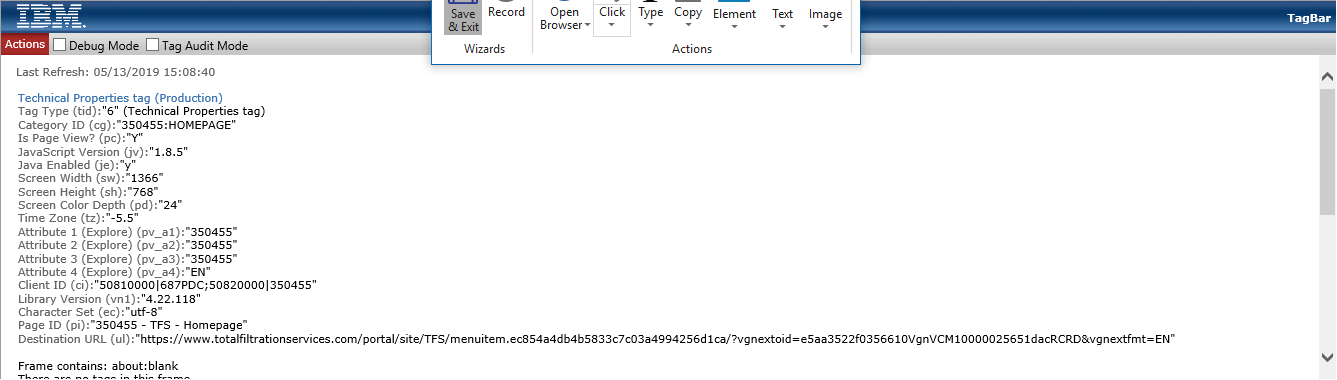 IBM.
TagBar
Save & Exit
Record
Open Browser
Click
Type
Copy
Element
Text
Image
Wizards
Actions
Actions Debug Mode Tag Audit Mode
Last Refresh: 05/13/2019 15:08:40
Technical Properties tag (Production)
Tag Type (tid):"6" (Technical Properties tag)
Category ID (cg):"350455:HOMEPAGE"
Is Page View? (pc):"Y"
JavaScript Version (jv):"1.8.5"
Java Enabled (je):"y"
Screen Width (sw):"1366"
Screen Height (sh):"768"
Screen Color Depth (pd):"24"
Time Zone (tz):"-5.5"
Attribute 1 (Explore) (pv_a1):"350455"
Attribute 2 (Explore) (pv_a2):"350455"
Attribute 3 (Explore) (pv_a3):"350455"
Attribute 4 (Explore) (pv_a4):"EN"
Client ID (ci):"50810000|687PDC;50820000|350455"
Library Version (vn1):"4.22.118"
Character Set (ec):"utf-8"
Page ID (pi):"350455 - TFS - Homepage"
Destination URL (ul):"https://www.totalfiltrationservices.com/portal/site/TFS/menuitem.ec854a4db4b5833c7c03a4994256d1ca/?vgnextoid=e5aa3522f0356610VgnVCM10000025651dacRCRD&vgnextfmt=EN"
Frame contains: about:blank
There are no tags in this frame